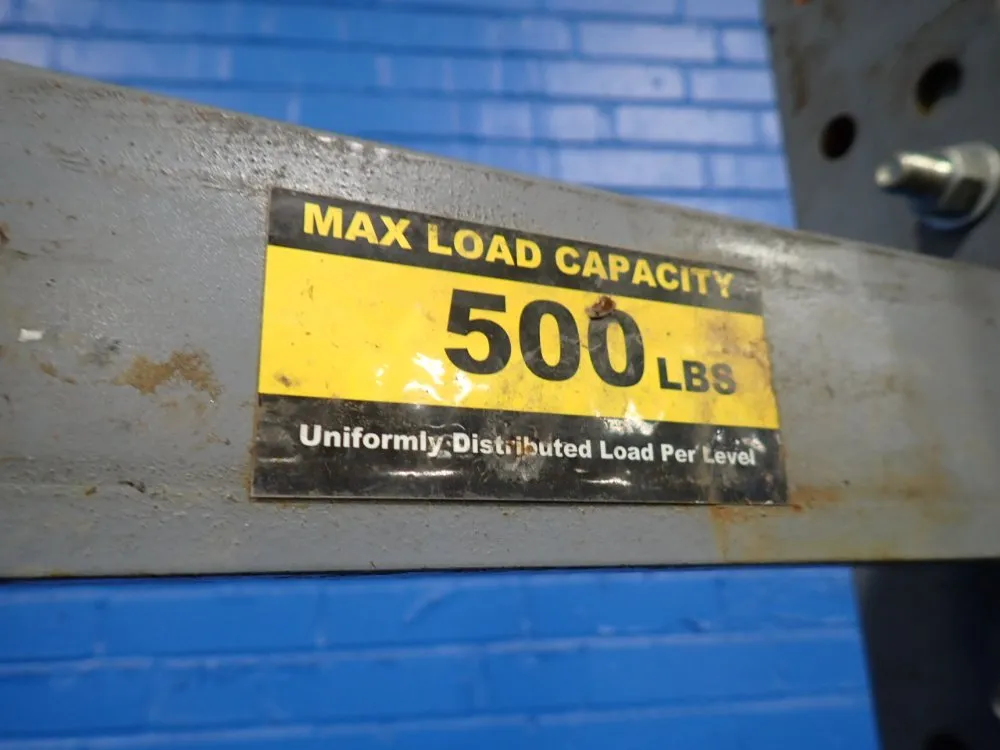 MAX LOAD CAPACITY
500 LBS
Uniformly Distributed Load Per Level